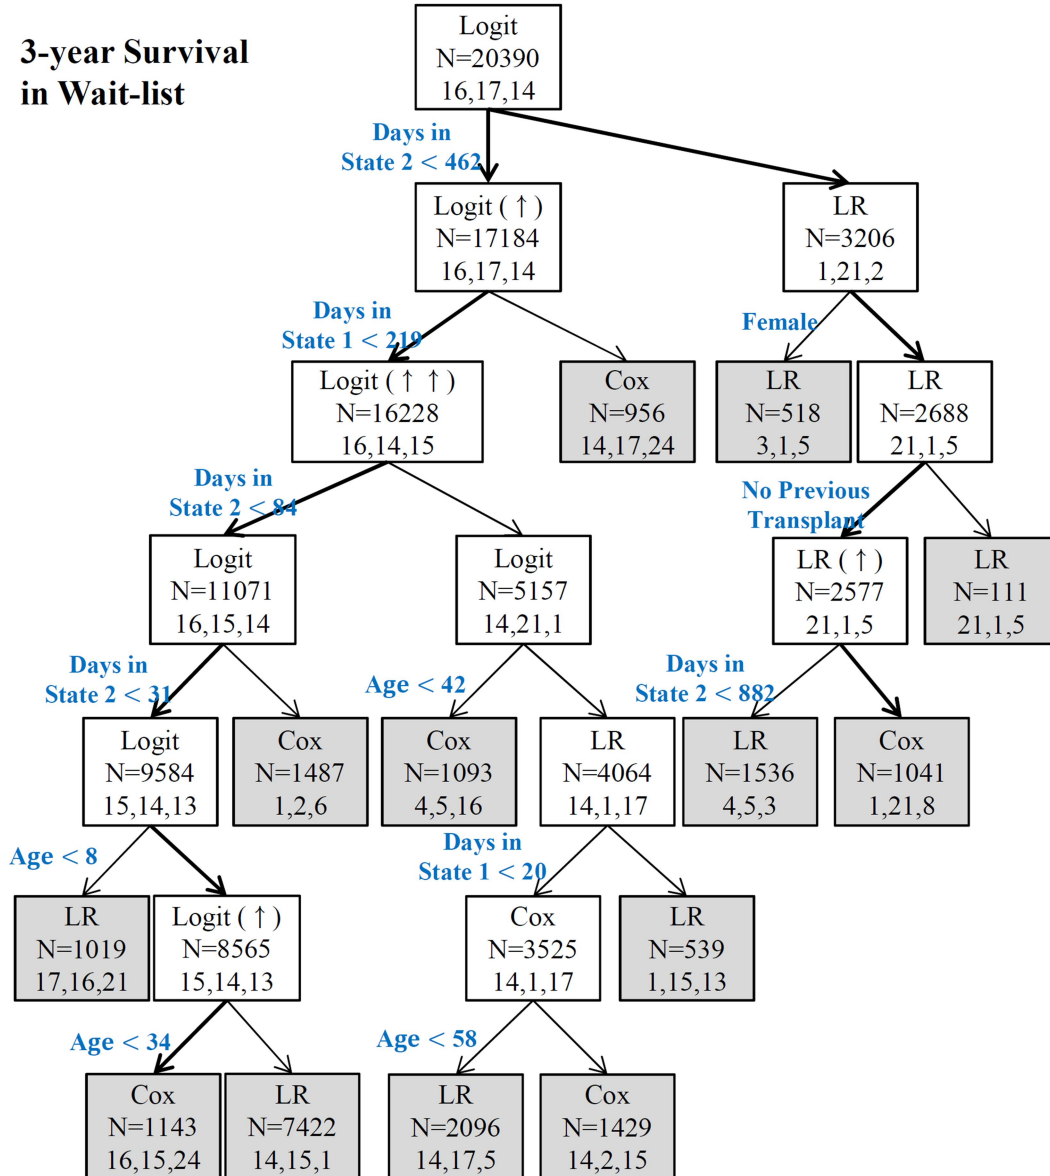 3-year Survival
in Wait-list
Logit
N=20390
16,17,14
Days in
State 2 < 462
Logit ( ↑ )
N=17184
16,17,14
LR
N=3206
1,21,2
Days in
State 1 < 219
Female
Logit ( ↑ ↑ )
N=16228
16,14,15
Cox
N=956
14,17,24
LR
N=518
3,1,5
LR
N=2688
21,1,5
Days in
State 2 < 84
No Previous
Transplant
Logit
N=11071
16,15,14
Logit
N=5157
14,21,1
LR ( ↑ )
N=2577
21,1,5
LR
N=111
21,1,5
Days in
State 2 < 31
Age < 42
Days in
State 2 < 882
Logit
N=9584
15,14,13
Cox
N=1487
1,2,6
Cox
N=1093
4,5,16
LR
N=4064
14,1,17
LR
N=1536
4,5,3
Cox
N=1041
1,21,8
Age < 8
Days in
State 1 < 20
LR
N=1019
17,16,21
Logit ( ↑ )
N=8565
15,14,13
Cox
N=3525
14,1,17
LR
N=539
1,15,13
Age < 34
Age < 58
Cox
N=1143
16,15,24
LR
N=7422
14,15,1
LR
N=2096
14,17,5
Cox
N=1429
14,2,15